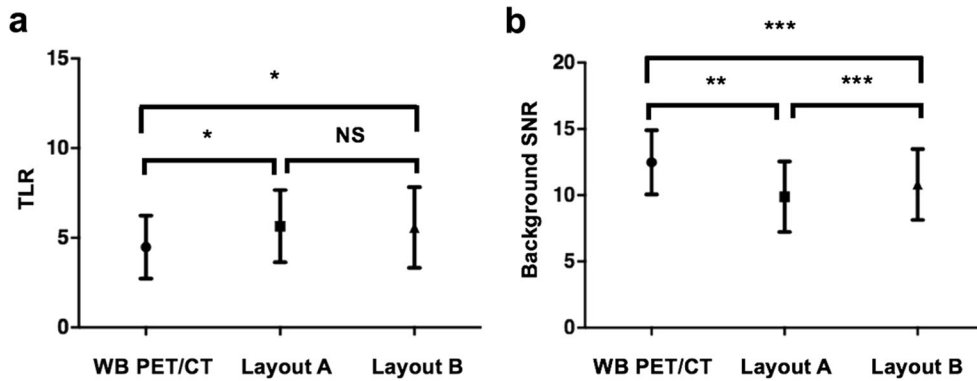 a
TLR
15
10
5
0
*
*
NS
WB PET/CT Layout A Layout B
b
Background SNR
20
15
10
5
0
***
**
***
WB PET/CT Layout A Layout B